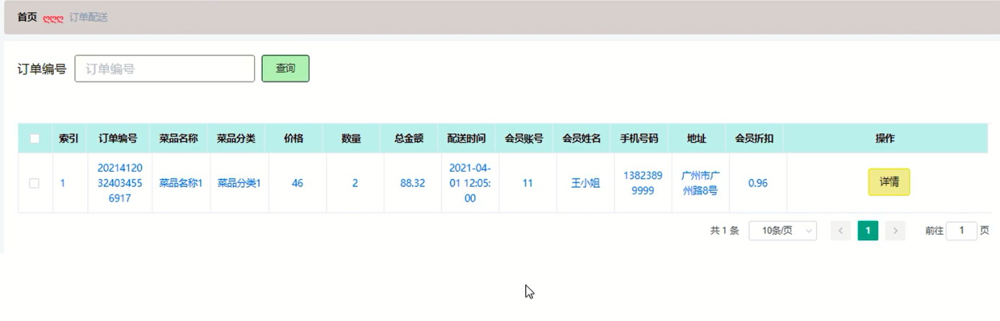 首页 ღღღ 订单配送
订单编号 订单编号 查询
索引 订单编号 菜品名称 菜品分类 价格 数量 总金额 配送时间 会员账号 会员姓名 手机号码 地址 会员折扣 操作
1 20214120324034556917 菜品名称1 菜品分类1 46 2 88.32 2021-04-01 12:05:00 11 王小姐 13823899999 广州市广州路8号 0.96 详情
共 1 条 10条/页 1 前往 1 页